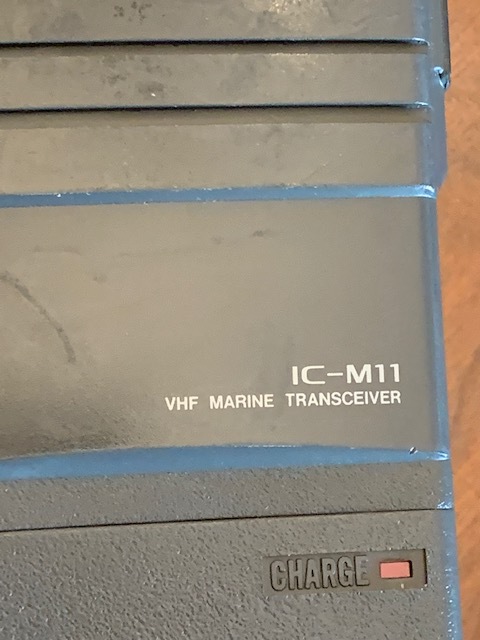 IC-M11
VHF MARINE TRANSCEIVER
CHARGE